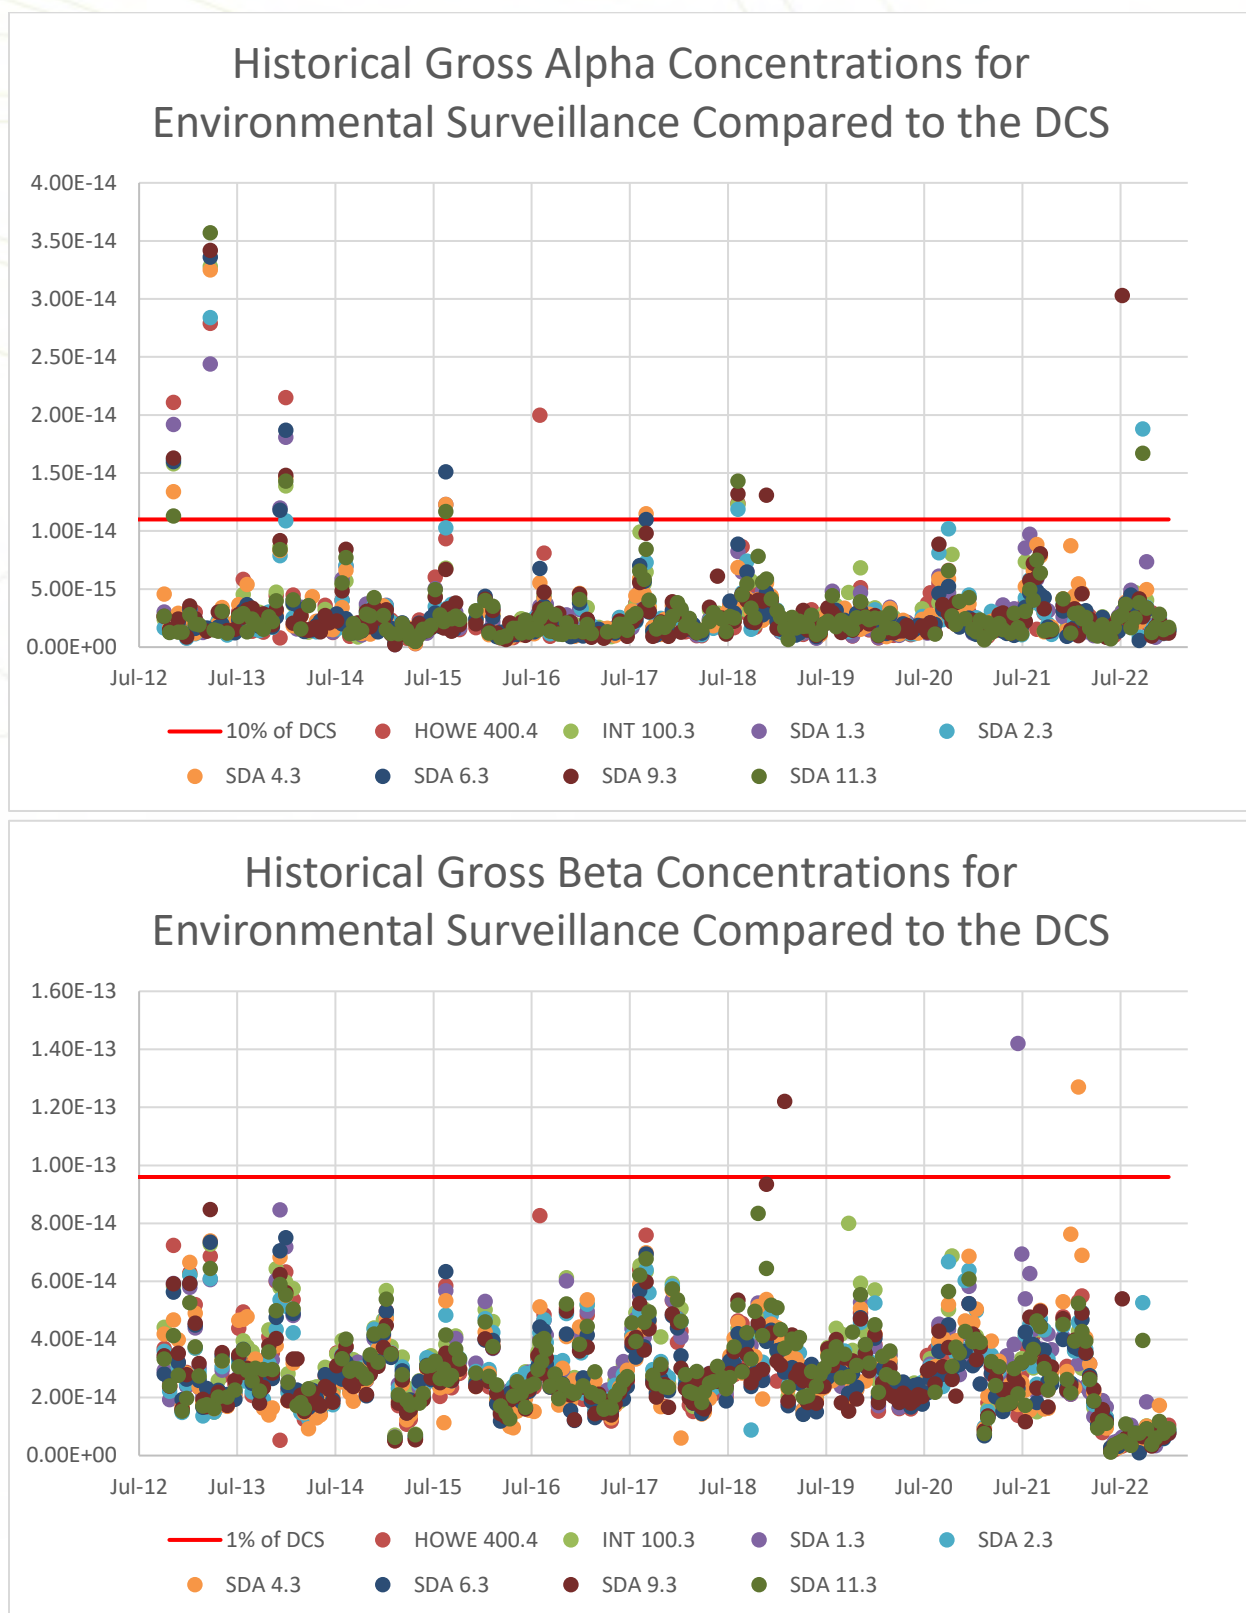 Historical Gross Alpha Concentrations for
Environmental Surveillance Compared to the DCS
4.00E-14
3.50E-14
3.00E-14
2.50E-14
2.00E-14
1.50E-14
1.00E-14
5.00E-15
0.00E+00
Jul-12 Jul-13 Jul-14 Jul-15 Jul-16 Jul-17 Jul-18 Jul-19 Jul-20 Jul-21 Jul-22
10% of DCS HOWE 400.4 INT 100.3 SDA 1.3 SDA 2.3
SDA 4.3 SDA 6.3 SDA 9.3 SDA 11.3
Historical Gross Beta Concentrations for
Environmental Surveillance Compared to the DCS
1.60E-13
1.40E-13
1.20E-13
1.00E-13
8.00E-14
6.00E-14
4.00E-14
2.00E-14
0.00E+00
Jul-12 Jul-13 Jul-14 Jul-15 Jul-16 Jul-17 Jul-18 Jul-19 Jul-20 Jul-21 Jul-22
1% of DCS HOWE 400.4 INT 100.3 SDA 1.3 SDA 2.3
SDA 4.3 SDA 6.3 SDA 9.3 SDA 11.3